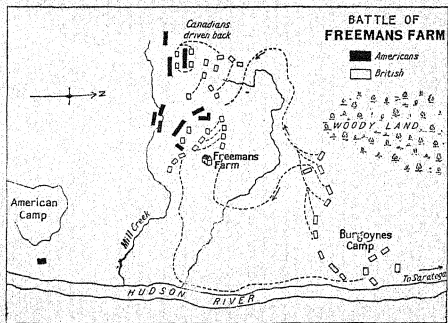 BATTLE OF
FREEMANS FARM
Americans
British
Canadians
driven back
N
WOODY LAND
Freemans
Farm
American
Camp
Mill Creek
Burgoynes
Camp
To Saratoga
HUDSON RIVER